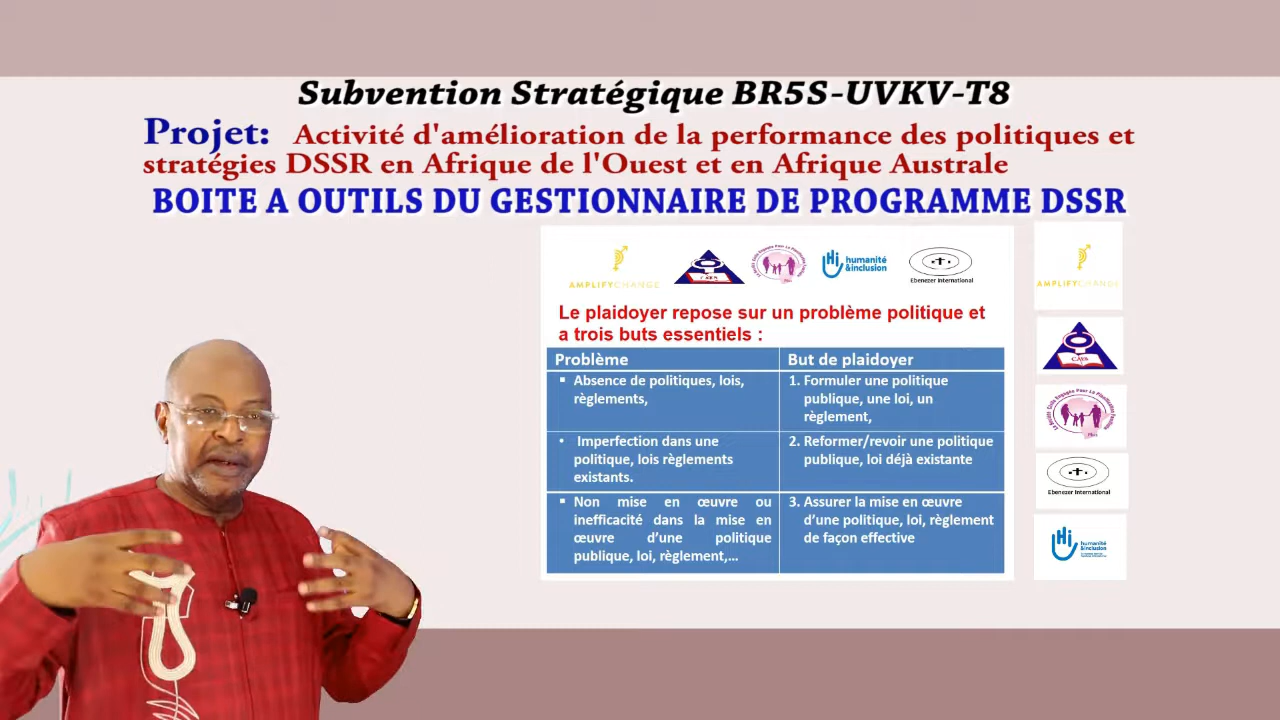 Subvention Stratégique BR5S-UVKV-T8
Projet: Activité d'amélioration de la performance des politiques et
stratégies DSSR en Afrique de l'Ouest et en Afrique Australe
BOITE A OUTILS DU GESTIONNAIRE DE PROGRAMME DSSR
AMPLIFYCHANGE
humanité
&inclusion
Ebenezer International
Le plaidoyer repose sur un problème politique et
a trois buts essentiels :
Problème
But de plaidoyer
▪ Absence de politiques, lois,
règlements,
1. Formuler une politique
publique, une loi, un
règlement,
• Imperfection dans une
politique, lois règlements
existants.
2. Reformer/revoir une politique
publique, loi déjà existante
▪ Non mise en œuvre ou
inefficacité dans la mise en
œuvre d'une politique
publique, loi, règlement,...
3. Assurer la mise en œuvre
d'une politique, loi, règlement
de façon effective
AMPLIFYCHANGE
Ebenezer International
humanité
&inclusion